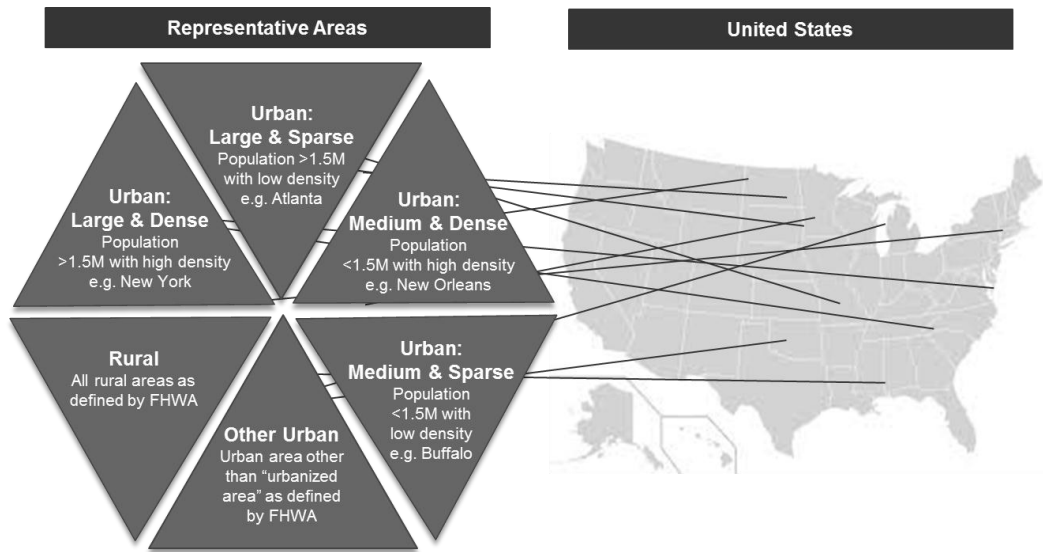 Representative Areas
United States
Urban:
Large & Sparse
Population >1.5M
with low density
e.g. Atlanta
Urban:
Large & Dense
Population
>1.5M with high density
e.g. New York
Urban:
Medium & Dense
Population
<1.5M with high density
e.g. New Orleans
Rural
All rural areas as
defined by FHWA
Other Urban
Urban area other
than “urbanized
area” as defined
by FHWA
Urban:
Medium & Sparse
Population
<1.5M with
low density
e.g. Buffalo